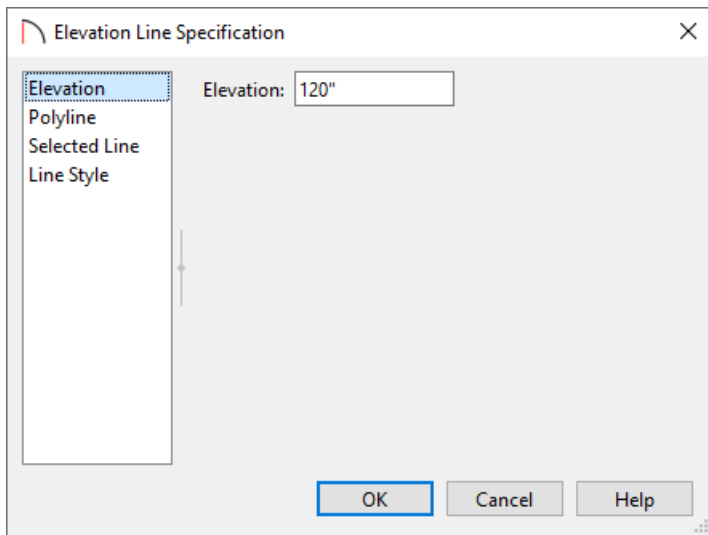 Elevation Line Specification
Elevation
Polyline
Selected Line
Line Style
Elevation: 120"
OK Cancel Help